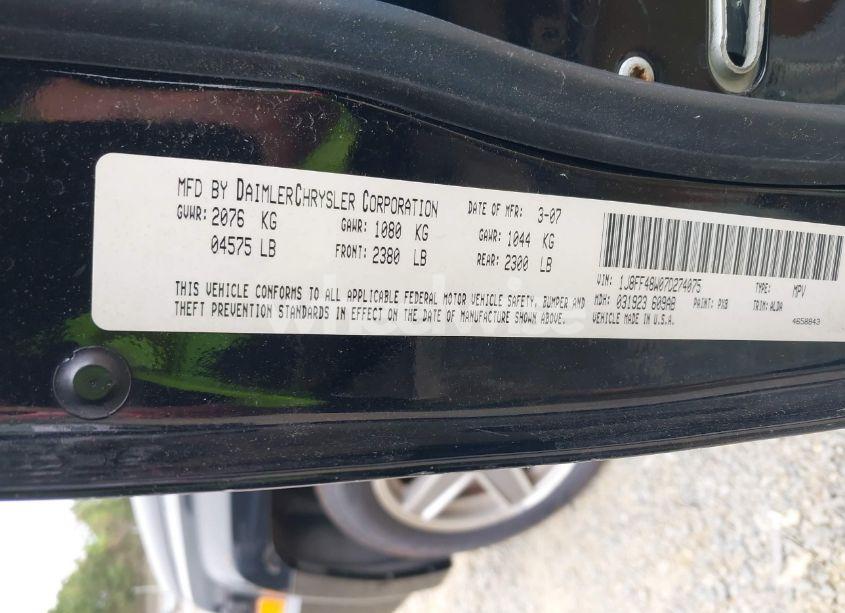 MFD BY DAIMLERCHRYSLER CORPORATION DATE OF MFR: 3-07
GVWR: 2076 KG GAWR: 1080 KG GAWR: 1044 KG
04575 LB FRONT: 2380 LB REAR: 2300 LB
THIS VEHICLE CONFORMS TO ALL APPLICABLE FEDERAL MOTOR VEHICLE SAFETY, BUMPER AND
THEFT PREVENTION STANDARDS IN EFFECT ON THE DATE OF MANUFACTURE SHOWN ABOVE.
VIN: 1J8FF48W07D274075 TYPE: MPV
MDH: 031923 609AB PAINT: PXB TRIM: ALDA
VEHICLE MADE IN U.S.A. 4658843